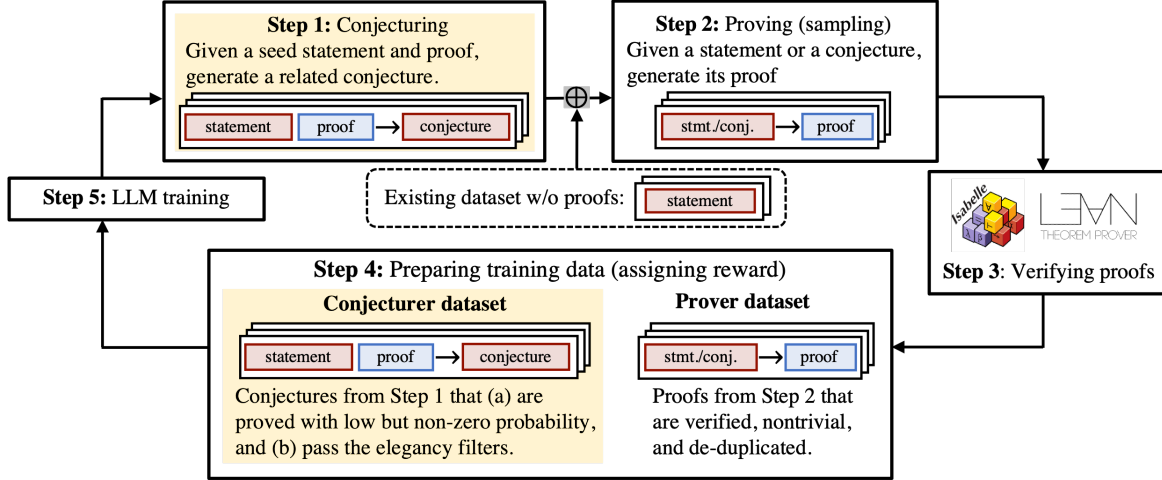 Step 1: Conjecturing
Given a seed statement and proof,
generate a related conjecture.
statement proof conjecture
Step 2: Proving (sampling)
Given a statement or a conjecture,
generate its proof
stmt./conj. proof
Existing dataset w/o proofs: statement
Isabelle
LE∀N
THEOREM PROVER
Step 3: Verifying proofs
Step 4: Preparing training data (assigning reward)
Conjecturer dataset
statement proof conjecture
Conjectures from Step 1 that (a) are
proved with low but non-zero probability,
and (b) pass the elegancy filters.
Prover dataset
stmt./conj. proof
Proofs from Step 2 that
are verified, nontrivial,
and de-duplicated.
Step 5: LLM training